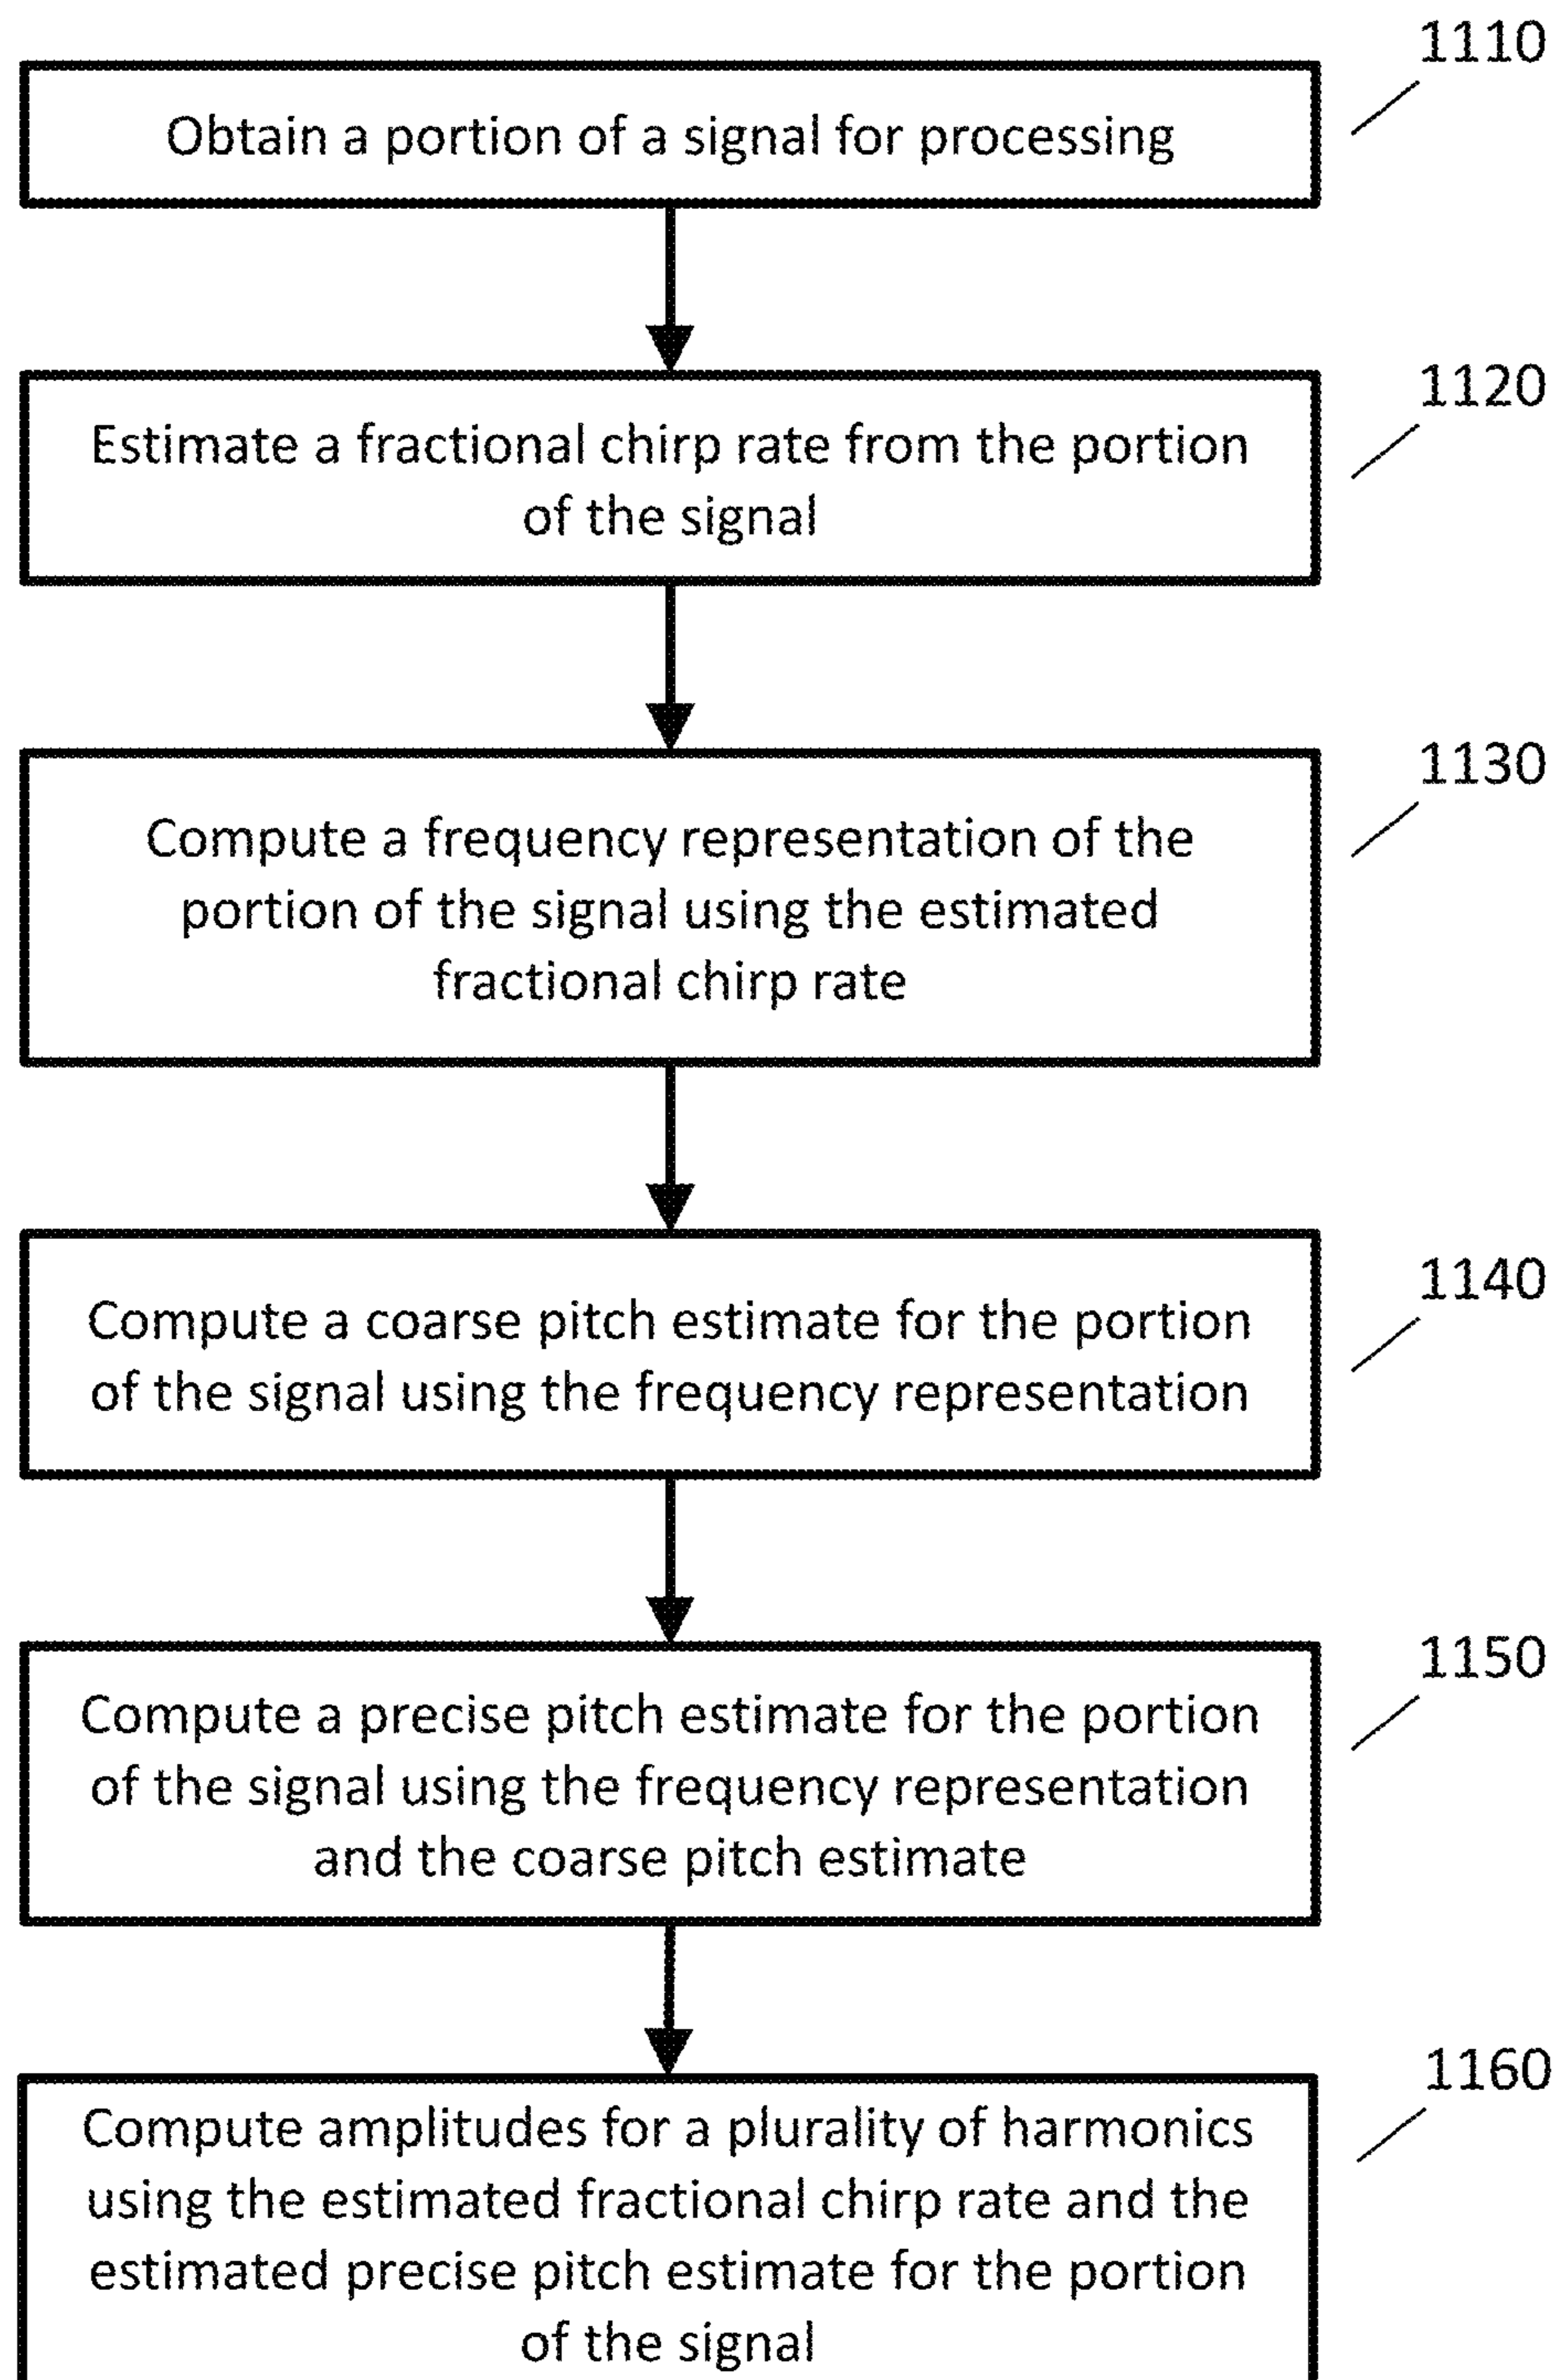 1110
Obtain a portion of a signal for processing
1120
Estimate a fractional chirp rate from the portion
of the signal
1130
Compute a frequency representation of the
portion of the signal using the estimated
fractional chirp rate
1140
Compute a coarse pitch estimate for the portion
of the signal using the frequency representation
1150
Compute a precise pitch estimate for the portion
of the signal using the frequency representation
and the coarse pitch estimate
1160
Compute amplitudes for a plurality of harmonics
using the estimated fractional chirp rate and the
estimated precise pitch estimate for the portion
of the signal